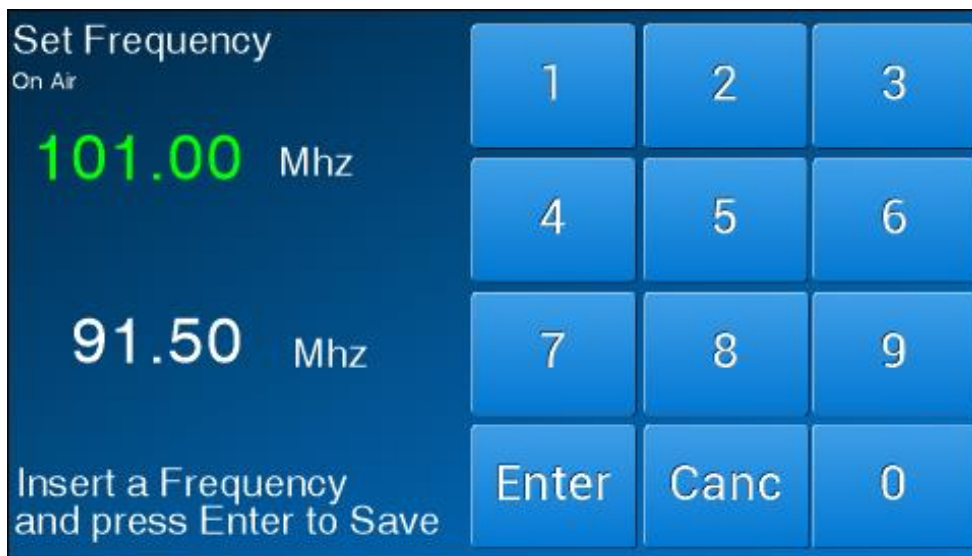 Set Frequency
On Air
101.00 Mhz
91.50 Mhz
Insert a Frequency
and press Enter to Save
1 2 3
4 5 6
7 8 9
Enter Canc 0